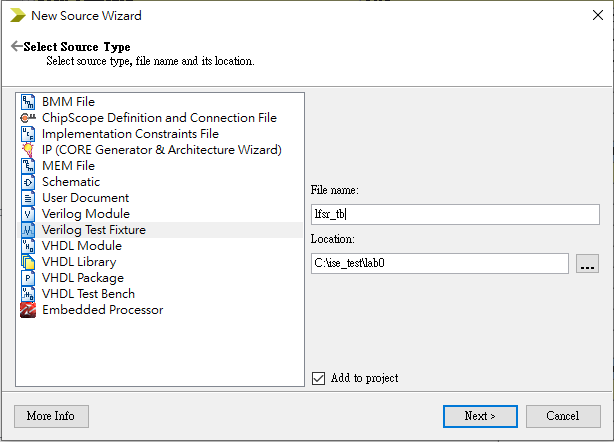 New Source Wizard
Select Source Type
Select source type, file name and its location.
BMM File
ChipScope Definition and Connection File
Implementation Constraints File
IP (CORE Generator & Architecture Wizard)
MEM File
Schematic
User Document
Verilog Module
Verilog Test Fixture
VHDL Module
VHDL Library
VHDL Package
VHDL Test Bench
Embedded Processor
File name:
lfsr_tb
Location:
C:\ise_test\lab0
...
Add to project
More Info
Next >
Cancel